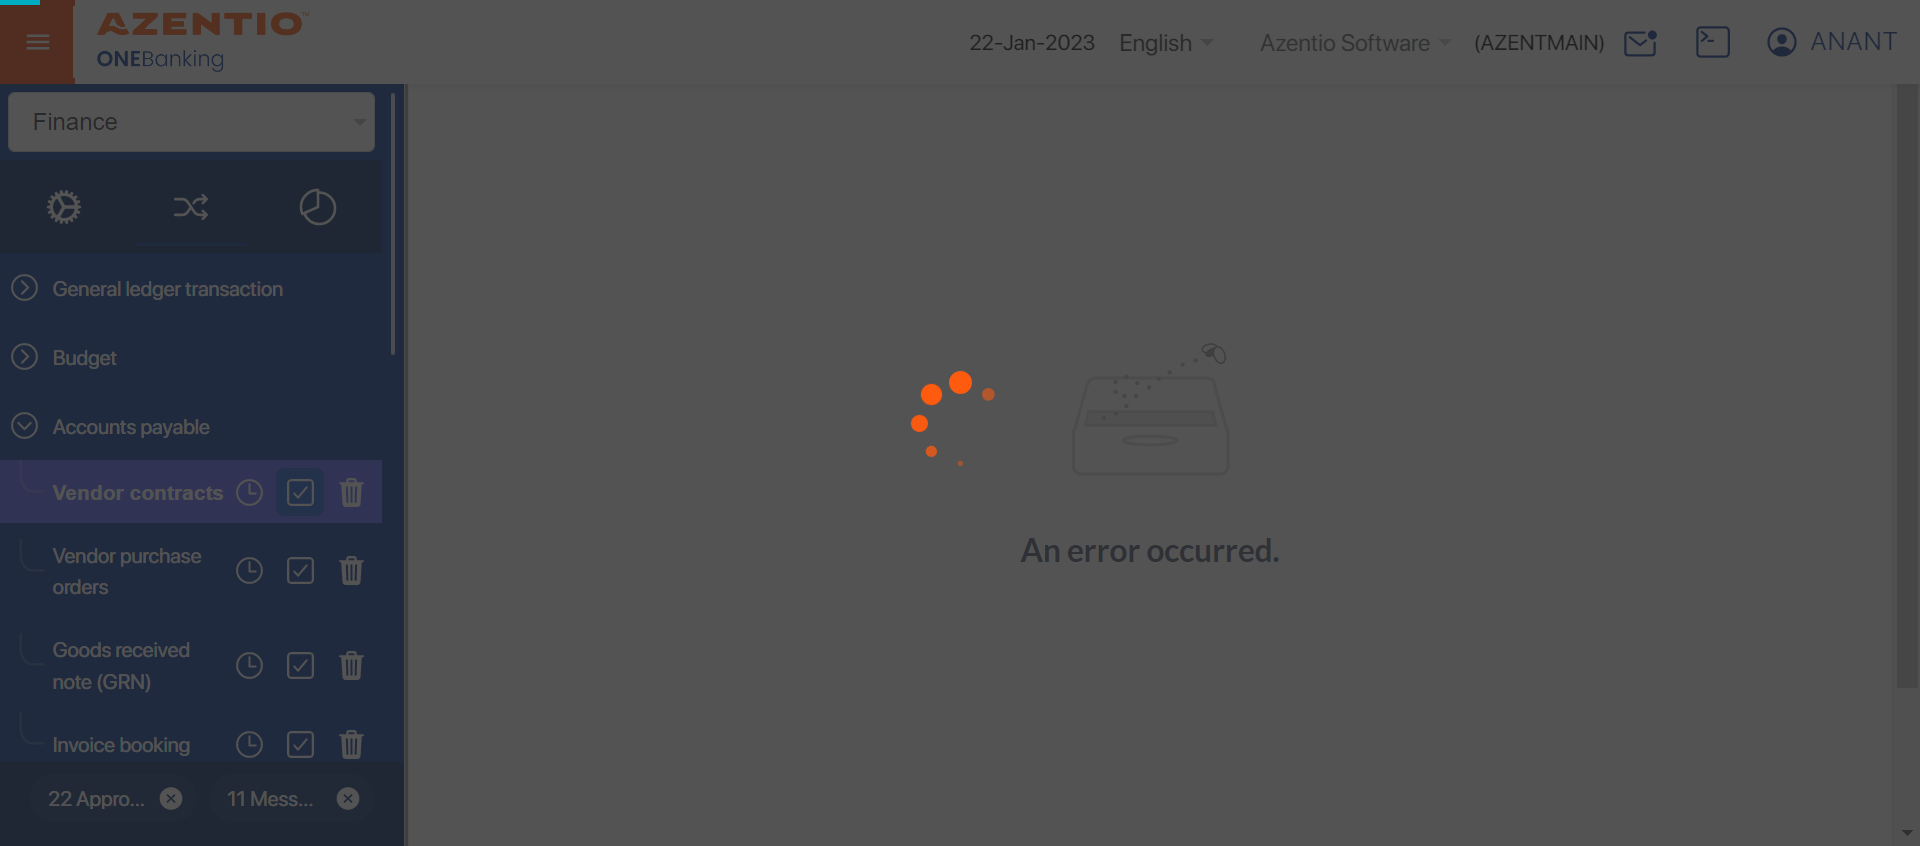 AZENTIO™
ONEBanking
22-Jan-2023
English
Azentio Software
(AZENTMAIN)
ANANT
Finance
General ledger transaction
Budget
Accounts payable
Vendor contracts
Vendor purchase
orders
Goods received
note (GRN)
Invoice booking
22 Appro...
11 Mess...
An error occurred.